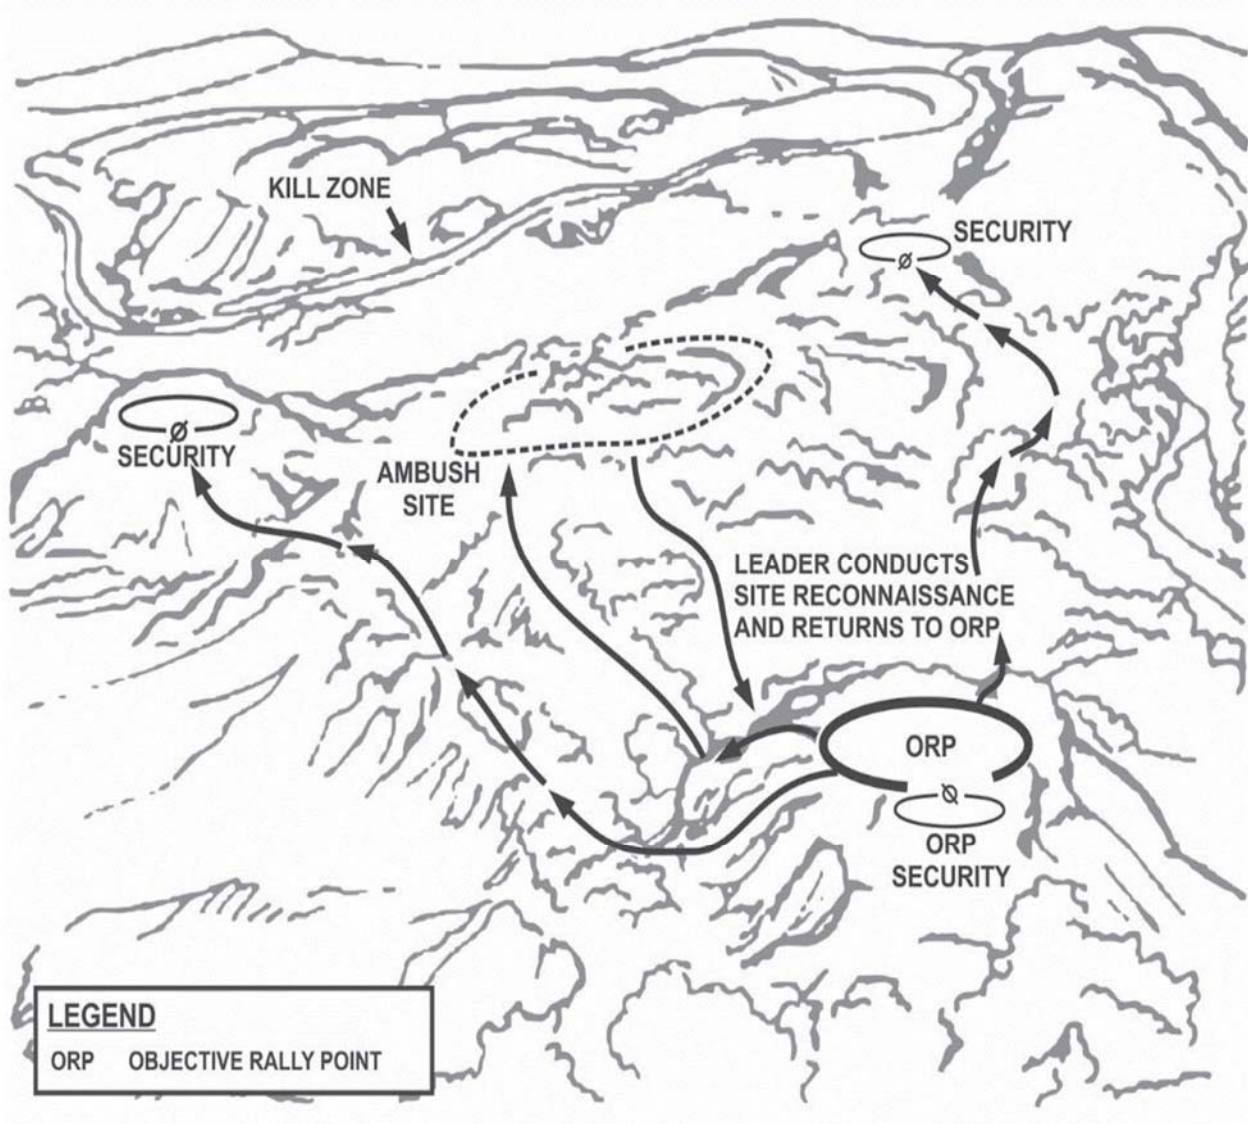 KILL ZONE
SECURITY
SECURITY
AMBUSH
SITE
LEADER CONDUCTS
SITE RECONNAISSANCE
AND RETURNS TO ORP
ORP
ORP
SECURITY
LEGEND
ORP OBJECTIVE RALLY POINT